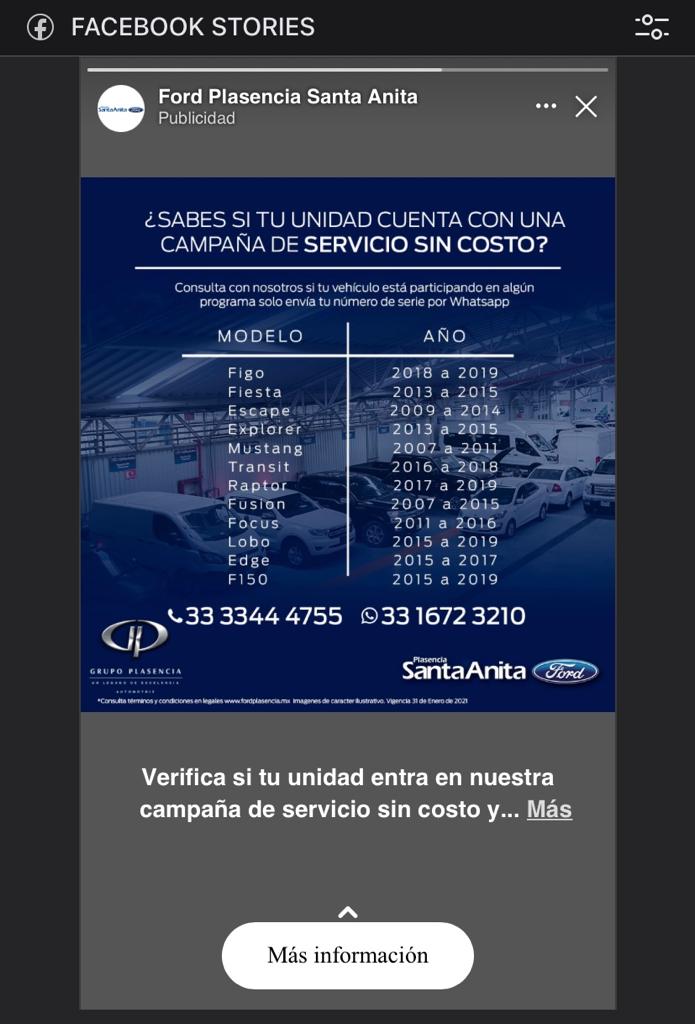 FACEBOOK STORIES
Ford Plasencia Santa Anita
Publicidad
¿SABES SI TU UNIDAD CUENTA CON UNA
CAMPAÑA DE SERVICIO SIN COSTO?
Consulta con nosotros si tu vehículo está participando en algún
programa solo envía tu número de serie por Whatsapp
MODELO AÑO
Figo 2018 a 2019
Fiesta 2013 a 2015
Escape 2009 a 2014
Explorer 2013 a 2015
Mustang 2007 a 2011
Transit 2016 a 2018
Raptor 2017 a 2019
Fusion 2007 a 2015
Focus 2011 a 2016
Lobo 2015 a 2019
Edge 2015 a 2017
F150 2015 a 2019
33 3344 4755 33 1672 3210
GRUPO PLASENCIA
UN LEGADO DE EXCELENCIA
AUTOMOTRIZ
Plasencia
SantaAnita Ford
*Consulta términos y condiciones en legales www.fordplasencia.mx Imagenes de caracter ilustrativo. Vigencia 31 de Enero de 2021
Verifica si tu unidad entra en nuestra
campaña de servicio sin costo y... Más
Más información